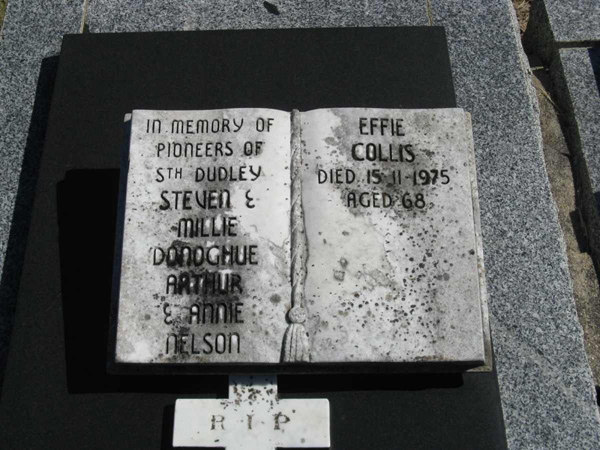 IN MEMORY OF
PIONEERS OF
STH DUDLEY
STEVEN &
MILLIE
DONOGHUE
ARTHUR
& ANNIE
NELSON
EFFIE
COLLIS
DIED 15-11-1975
AGED 68
R I P